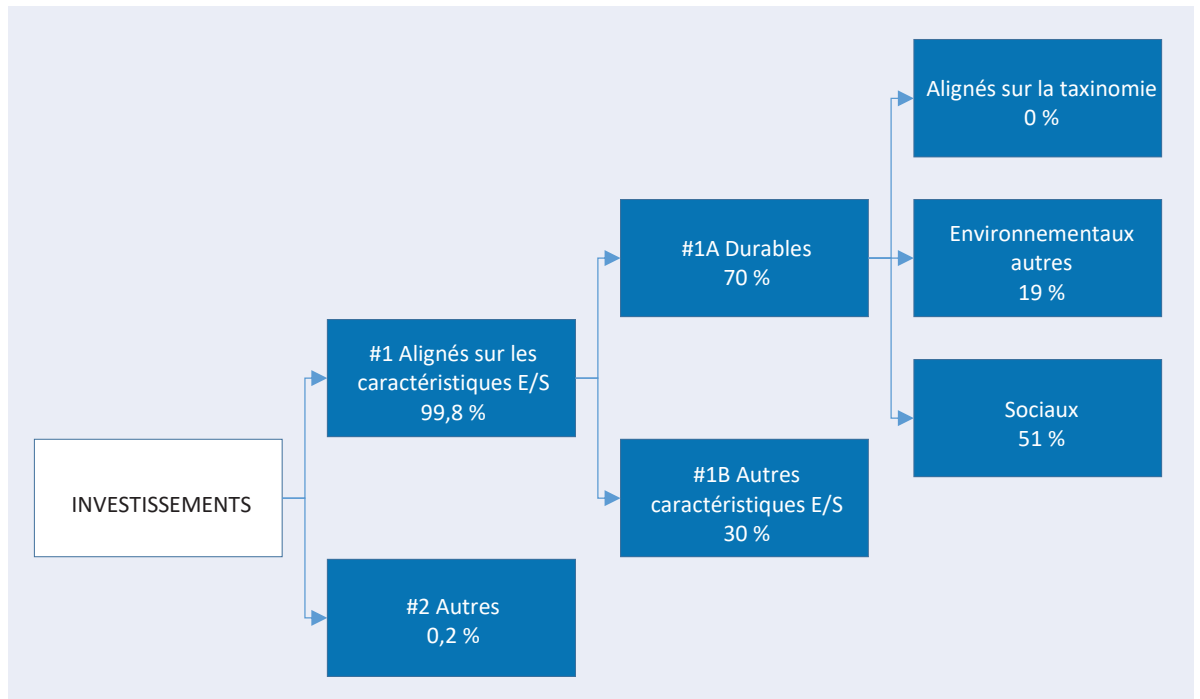 INVESTISSEMENTS
#1 Alignés sur les
caractéristiques E/S
99,8 %
#2 Autres
0,2 %
#1A Durables
70 %
#1B Autres
caractéristiques E/S
30 %
Alignés sur la taxinomie
0 %
Environnementaux
autres
19 %
Sociaux
51 %